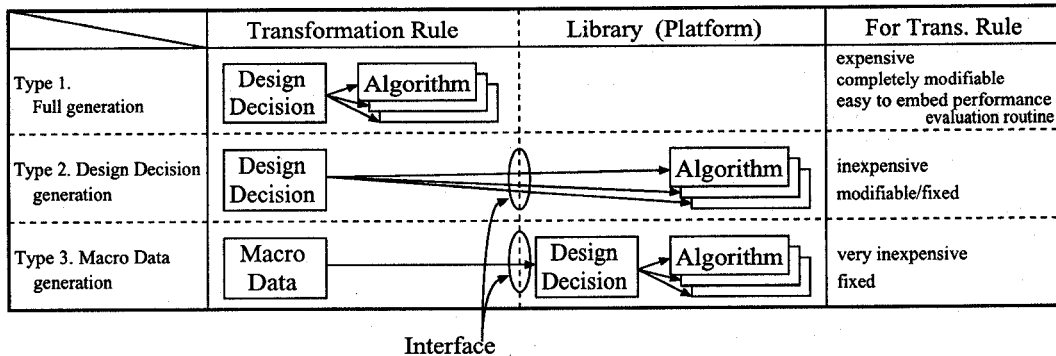 Transformation Rule
Library (Platform)
For Trans. Rule
Type 1.
Full generation
Design
Decision
Algorithm
expensive
completely modifiable
easy to embed performance
evaluation routine
Type 2. Design Decision
generation
Design
Decision
Algorithm
inexpensive
modifiable/fixed
Type 3. Macro Data
generation
Macro
Data
Design
Decision
Algorithm
very inexpensive
fixed
Interface